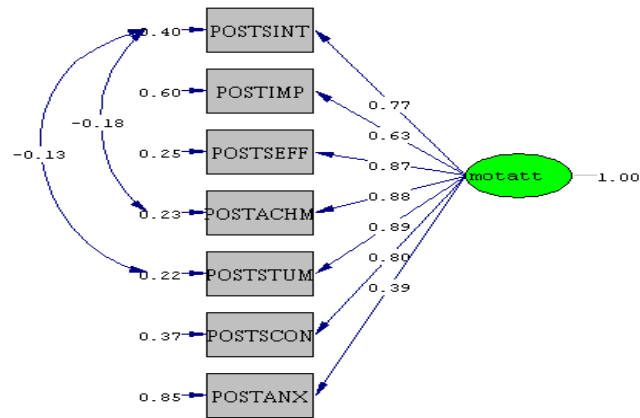 0.40 POSTSINT
0.77
0.60 POSTIMP
0.63
-0.18
-0.13
0.25 POSTSEFF
0.87
motatt 1.00
0.88
0.23 POSTACHM
0.89
0.80
0.22 POSTSTUM
0.39
0.37 POSTSCON
0.85 POSTANX